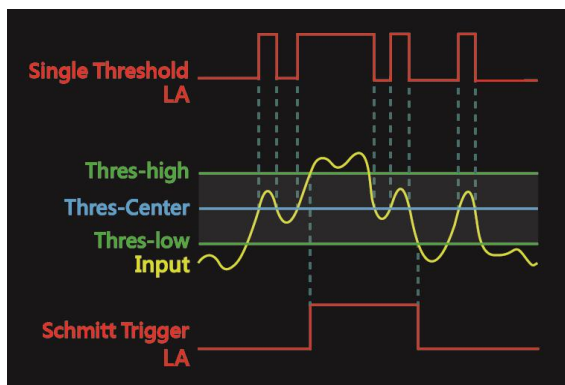 Single Threshold
LA
Thres-high
Thres-Center
Thres-low
Input
Schmitt Trigger
LA